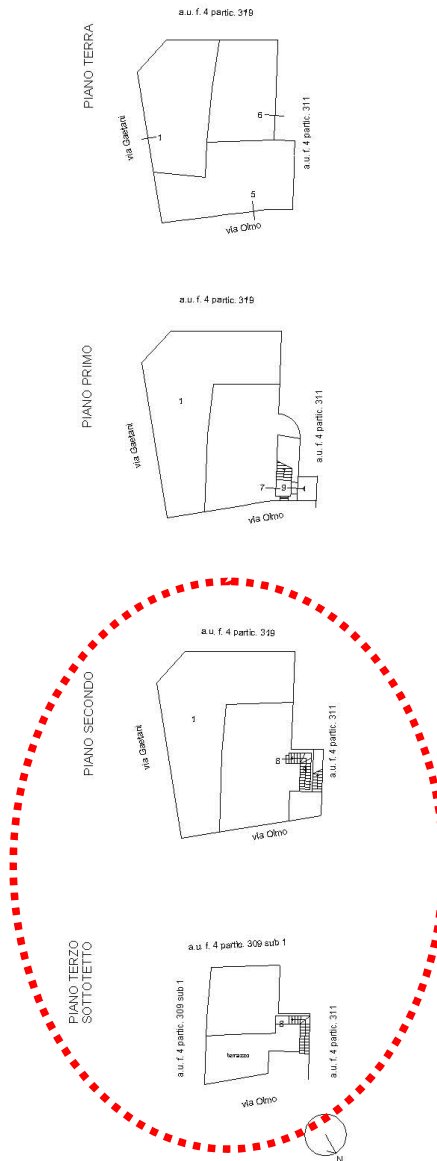 a.u. f. 4 partic. 319
PIANO TERRA
via Gaetani
1
6
a.u. f. 4 partic. 311
5
via Olmo
a.u. f. 4 partic. 319
PIANO PRIMO
via Gaetani
1
a.u. f. 4 partic. 311
7
9
via Olmo
a.u. f. 4 partic. 319
PIANO SECONDO
via Gaetani
1
8
a.u. f. 4 partic. 311
via Olmo
a.u. f. 4 partic. 309 sub 1
PIANO TERZO
SOTTOTETTO
a.u. f. 4 partic. 309 sub 1
8
a.u. f. 4 partic. 311
terrazzo
via Olmo
N